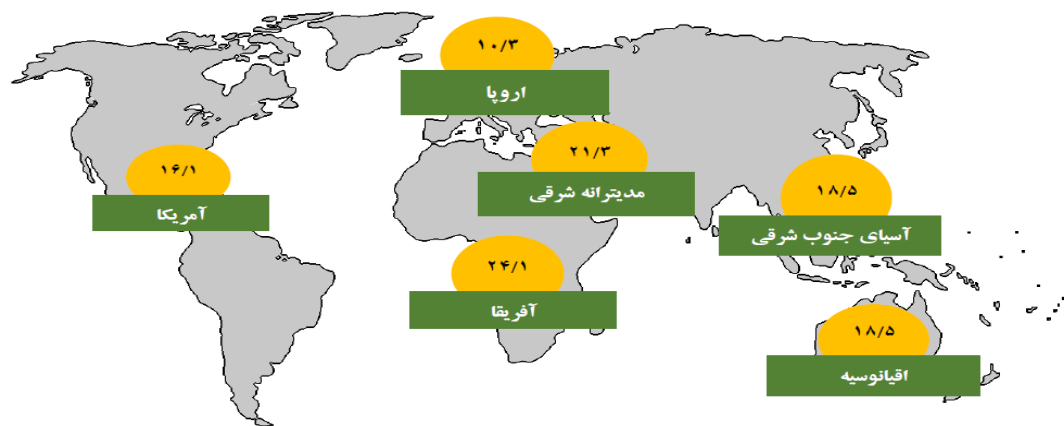 ۱۰/۳
اروپا
۲۱/۳
مدیترانه شرقی
۱۶/۱
آمریکا
۱۸/۵
آسیای جنوب شرقی
۲۴/۱
آفریقا
۱۸/۵
اقیانوسیه